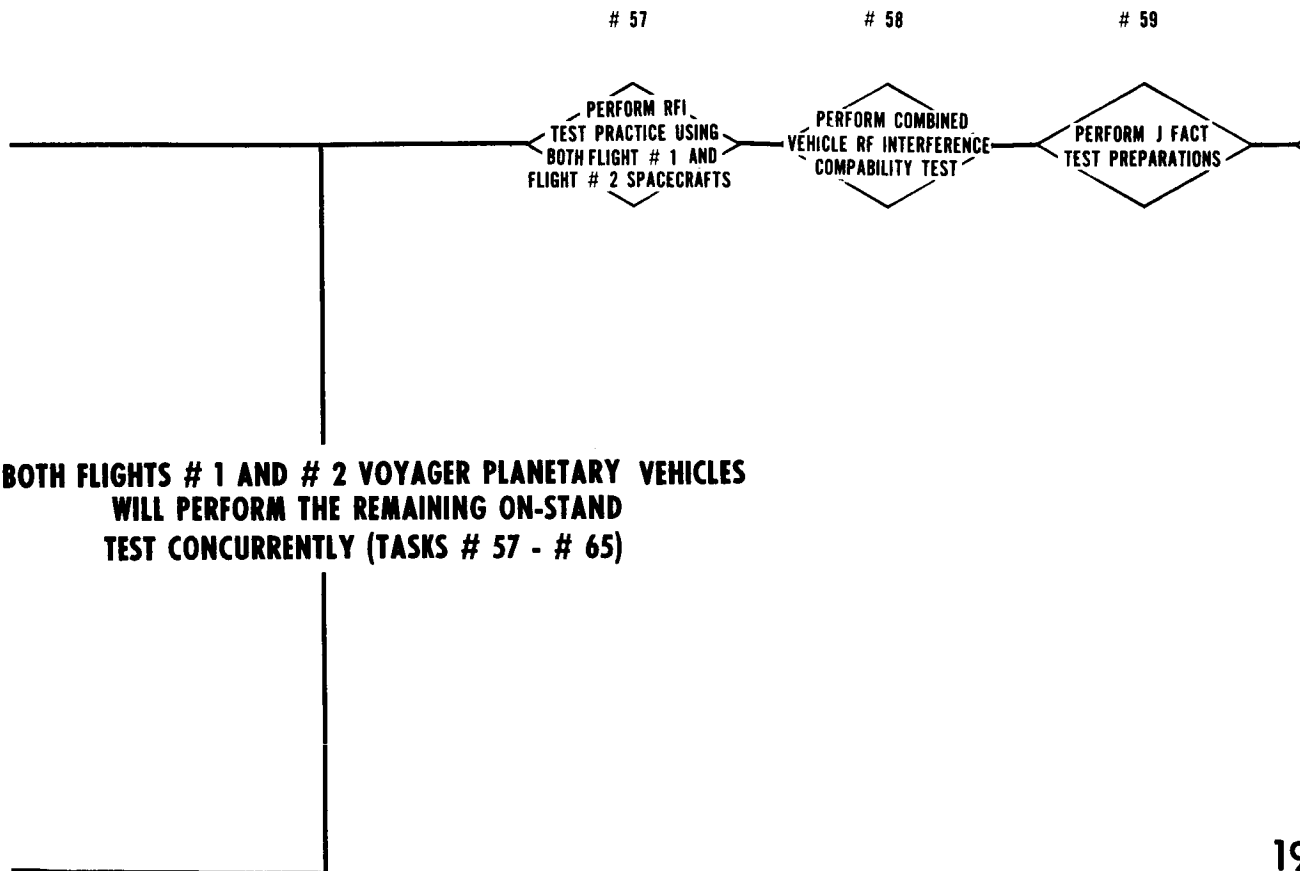 # 57
# 58
# 59
PERFORM RFI
TEST PRACTICE USING
BOTH FLIGHT # 1 AND
FLIGHT # 2 SPACECRAFTS
PERFORM COMBINED
VEHICLE RF INTERFERENCE
COMPABILITY TEST
PERFORM J FACT
TEST PREPARATIONS
BOTH FLIGHTS # 1 AND # 2 VOYAGER PLANETARY VEHICLES
WILL PERFORM THE REMAINING ON-STAND
TEST CONCURRENTLY (TASKS # 57 - # 65)
19